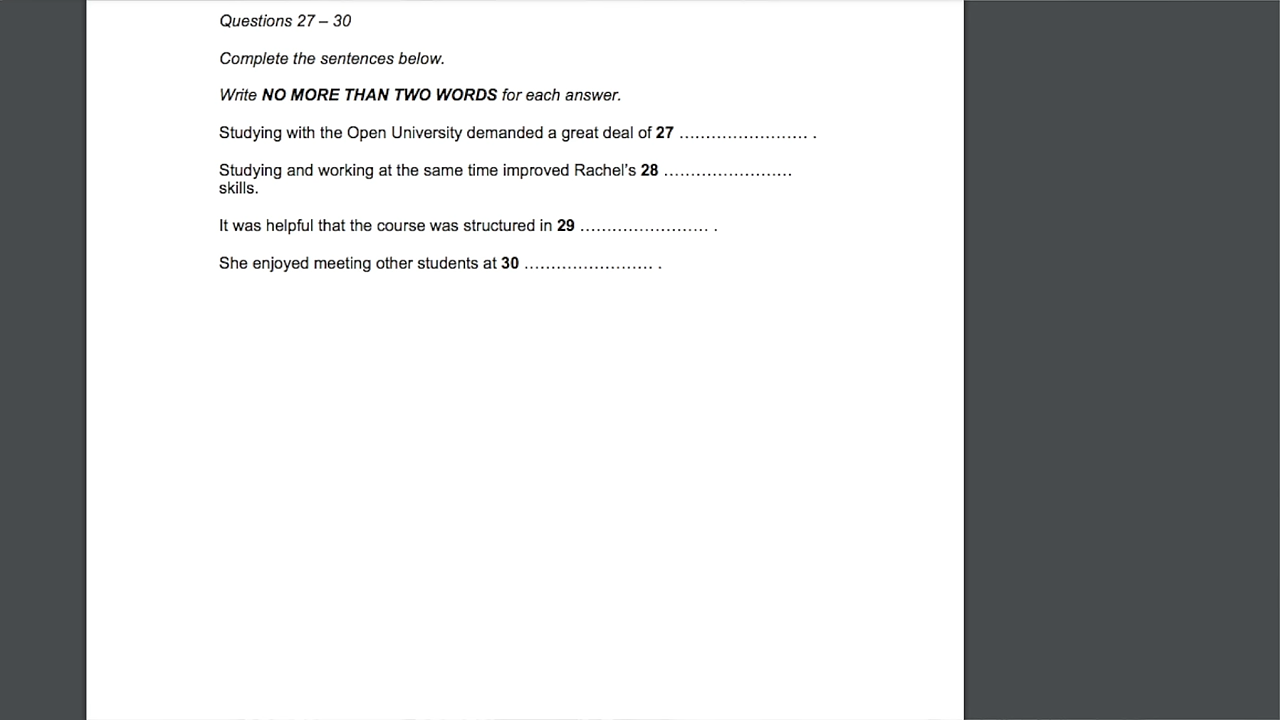 Questions 27 – 30
Complete the sentences below.
Write NO MORE THAN TWO WORDS for each answer.
Studying with the Open University demanded a great deal of 27 ........................ .
Studying and working at the same time improved Rachel's 28 ........................
skills.
It was helpful that the course was structured in 29 ........................ .
She enjoyed meeting other students at 30 ........................ .